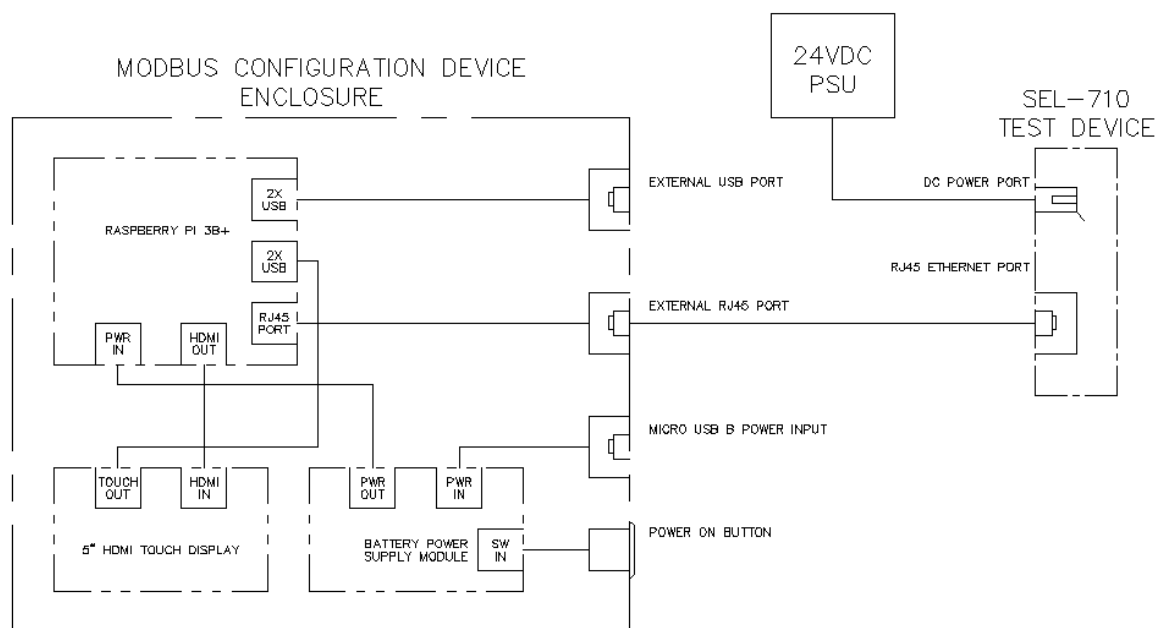 MODBUS CONFIGURATION DEVICE
ENCLOSURE
24VDC
PSU
SEL-710
TEST DEVICE
2X
USB
EXTERNAL USB PORT
DC POWER PORT
RASPBERRY PI 3B+
2X
USB
RJ45 ETHERNET PORT
RJ45
PORT
EXTERNAL RJ45 PORT
PWR
IN
HDMI
OUT
MICRO USB B POWER INPUT
TOUCH
OUT
HDMI
IN
PWR
OUT
PWR
IN
5" HDMI TOUCH DISPLAY
BATTERY POWER
SUPPLY MODULE
SW
IN
POWER ON BUTTON